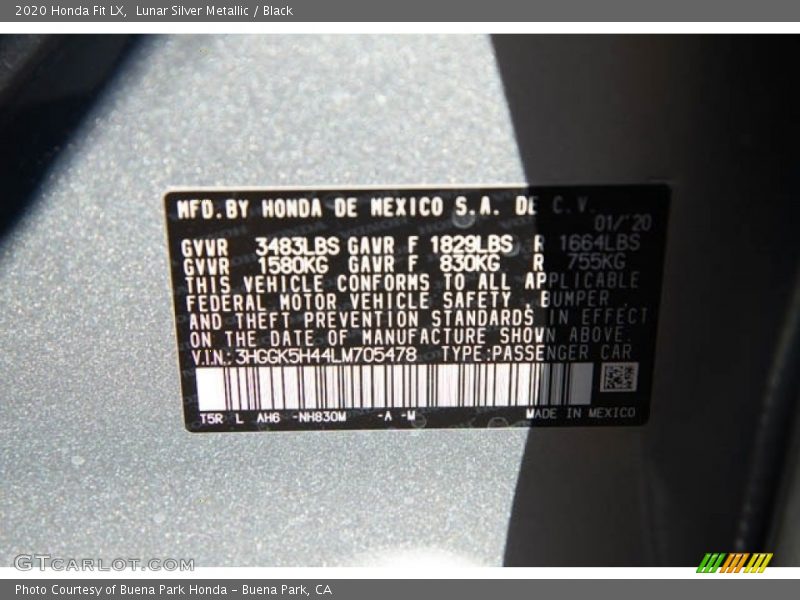 2020 Honda Fit LX,  Lunar Silver Metallic / Black
MFD.BY HONDA DE MEXICO S.A. DE C.V.
01/'20
GVWR 3483LBS GAWR F 1829LBS R 1664LBS
GVWR 1580KG GAWR F 830KG R 755KG
THIS VEHICLE CONFORMS TO ALL APPLICABLE
FEDERAL MOTOR VEHICLE SAFETY , BUMPER ,
AND THEFT PREVENTION STANDARDS IN EFFECT
ON THE DATE OF MANUFACTURE SHOWN ABOVE.
V.I.N.: 3HGGK5H44LM705478 TYPE:PASSENGER CAR
T5R L AH6 -NH830M -A -M MADE IN MEXICO
GTcarlot.com
Photo Courtesy of Buena Park Honda - Buena Park, CA